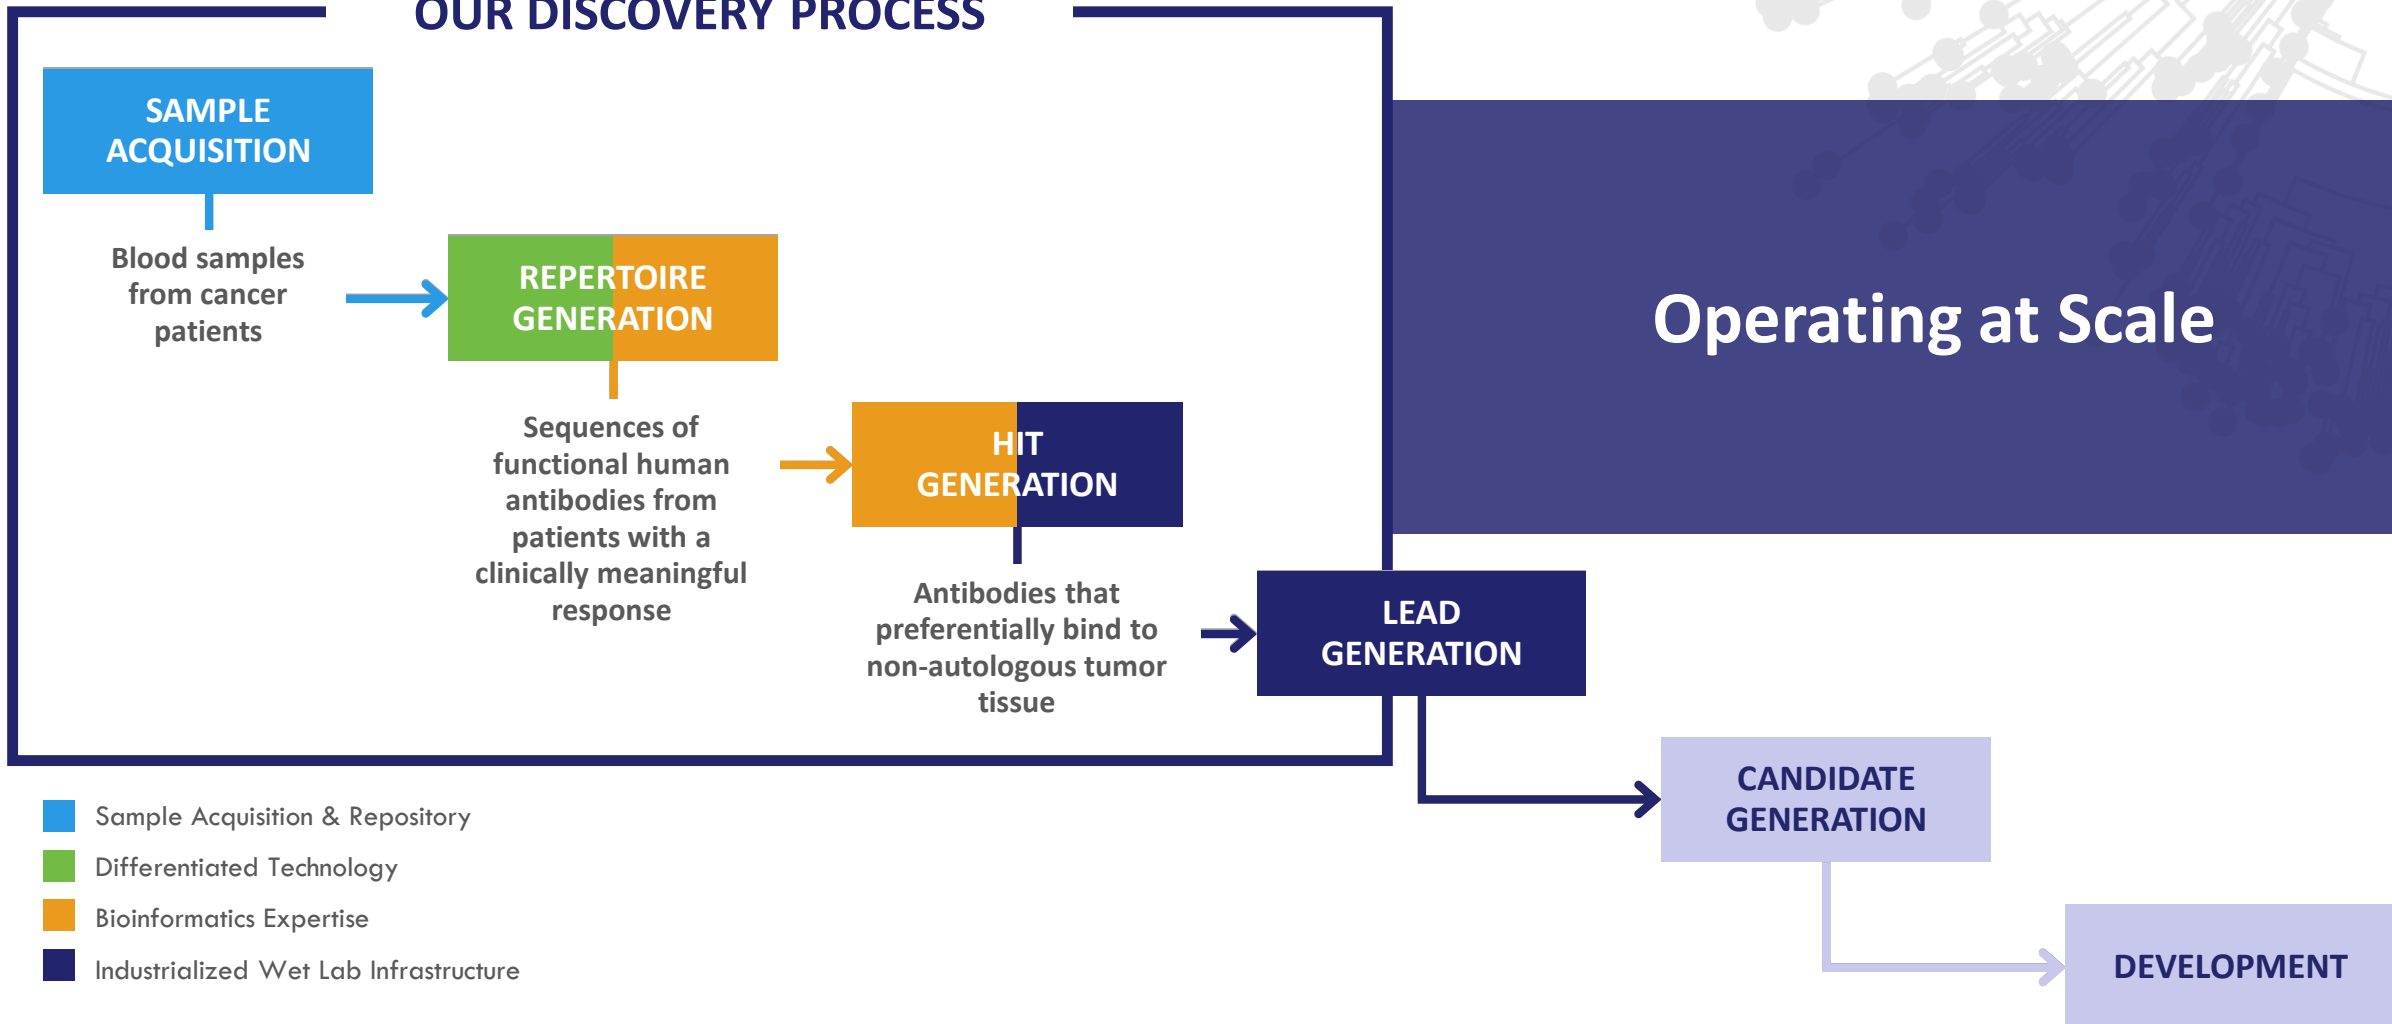 OUR DISCOVERY PROCESS
SAMPLE
ACQUISITION
Blood samples
from cancer
patients
REPERTOIRE
GENERATION
Sequences of
functional human
antibodies from
patients with a
clinically meaningful
response
HIT
GENERATION
Antibodies that
preferentially bind to
non-autologous tumor
tissue
LEAD
GENERATION
CANDIDATE
GENERATION
DEVELOPMENT
Operating at Scale
Sample Acquisition & Repository
Differentiated Technology
Bioinformatics Expertise
Industrialized Wet Lab Infrastructure